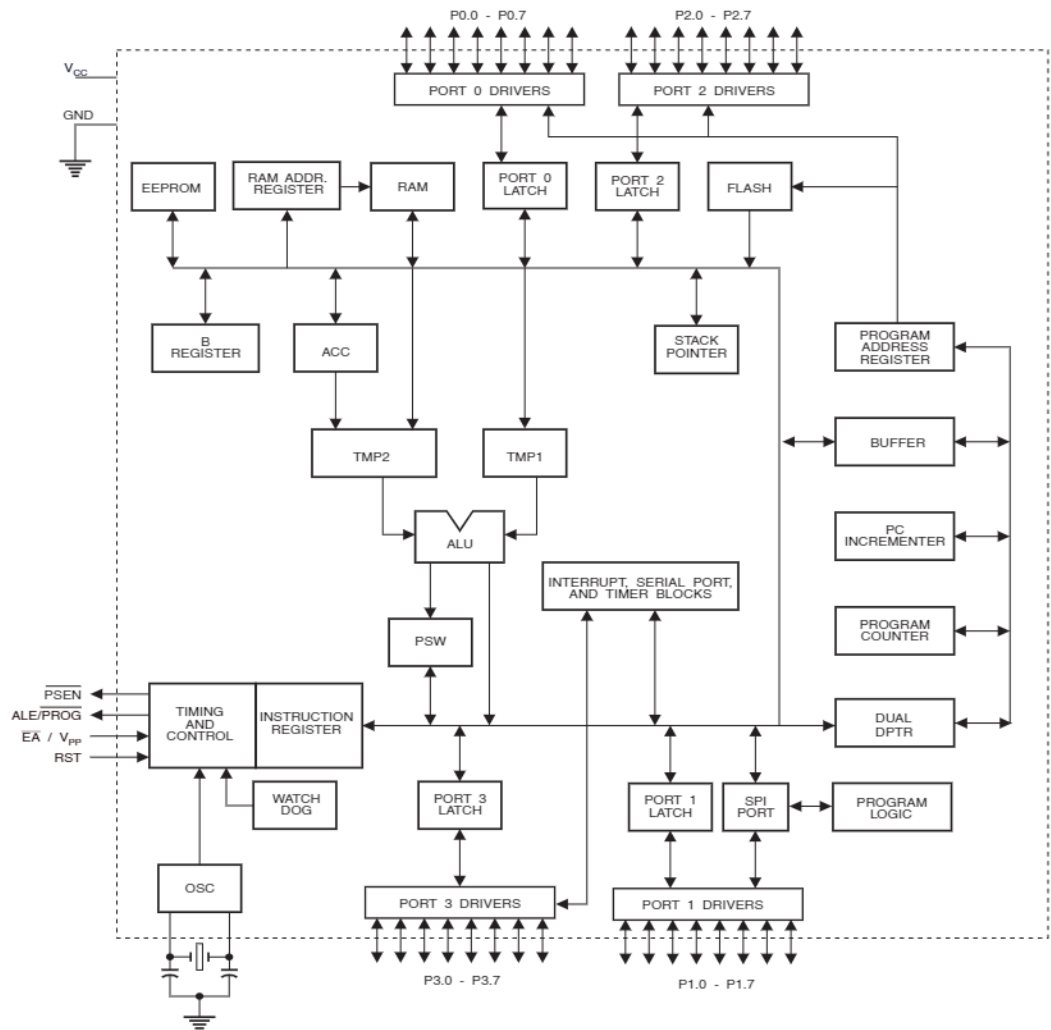 P0.0 - P0.7
P2.0 - P2.7
V_CC
PORT 0 DRIVERS
PORT 2 DRIVERS
GND
EEPROM
RAM ADDR.
REGISTER
RAM
PORT 0
LATCH
PORT 2
LATCH
FLASH
B
REGISTER
ACC
STACK
POINTER
PROGRAM
ADDRESS
REGISTER
TMP2
TMP1
BUFFER
ALU
PC
INCREMENTER
INTERRUPT, SERIAL PORT,
AND TIMER BLOCKS
PSW
PROGRAM
COUNTER
PSEN
ALE/PROG
EA / V_PP
RST
TIMING
AND
CONTROL
INSTRUCTION
REGISTER
DUAL
DPTR
WATCH
DOG
PORT 3
LATCH
PORT 1
LATCH
SPI
PORT
PROGRAM
LOGIC
OSC
PORT 3 DRIVERS
PORT 1 DRIVERS
P3.0 - P3.7
P1.0 - P1.7